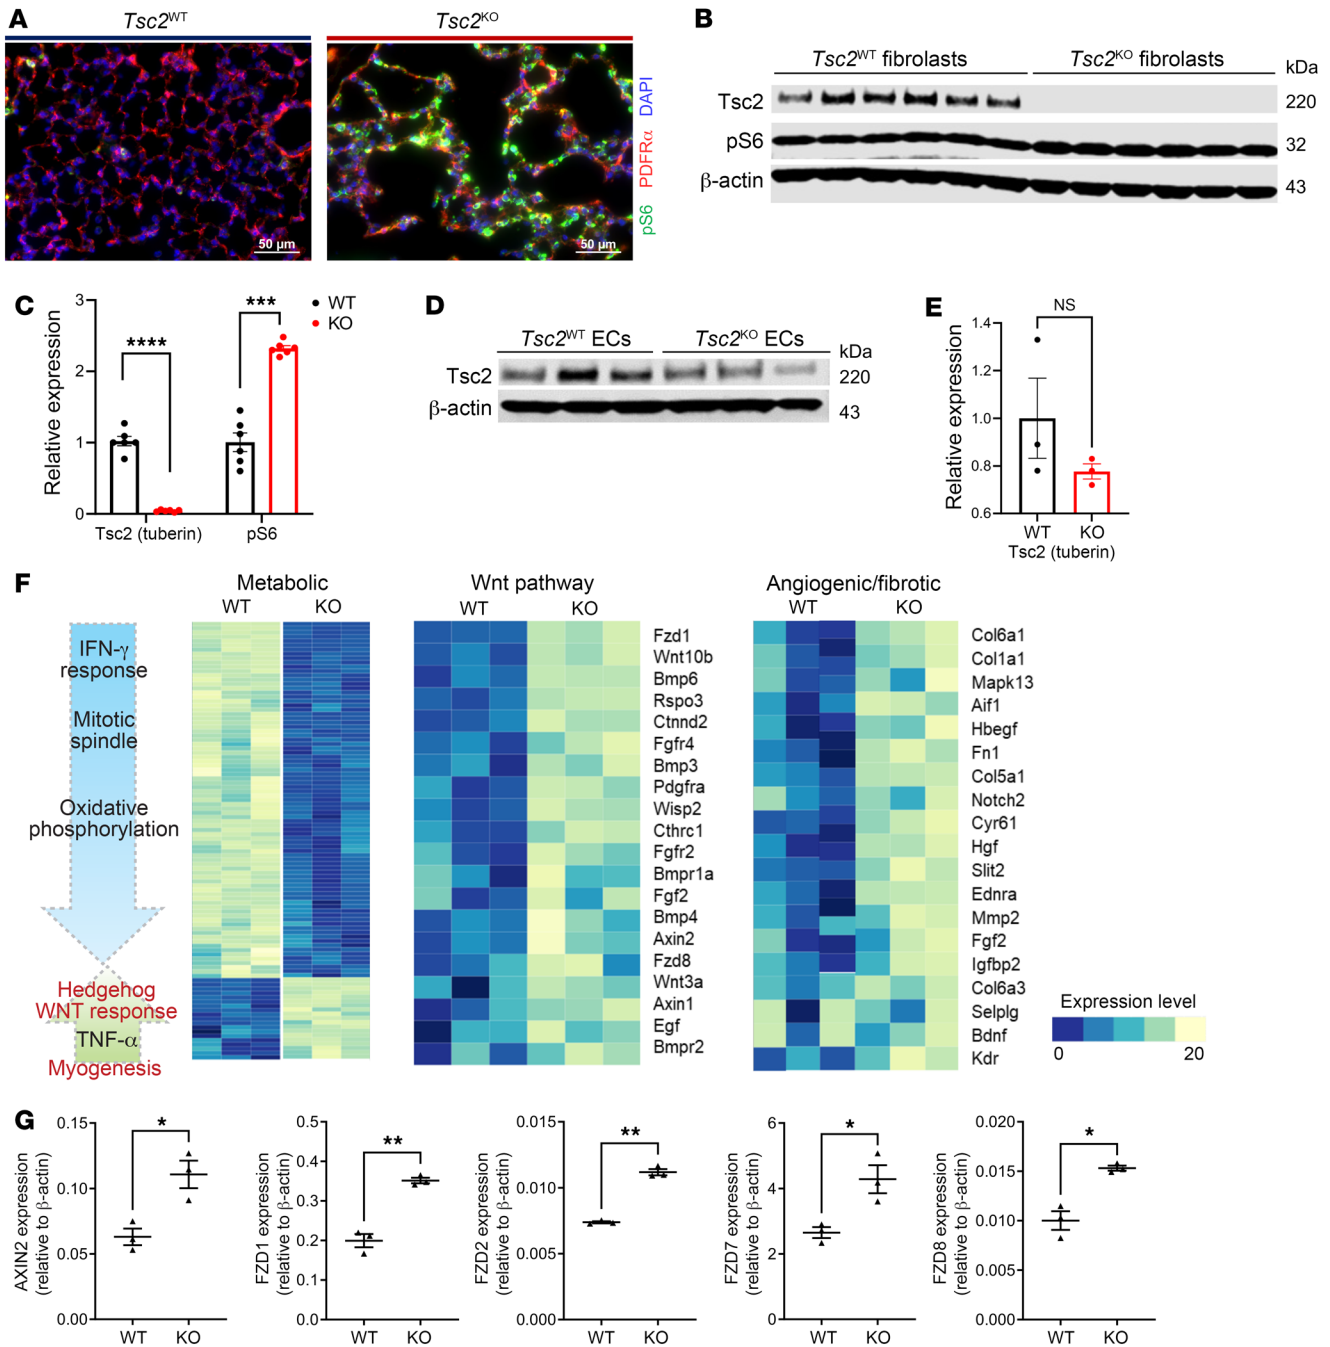 A
Tsc2WT
Tsc2KO
50 µm
50 µm
pS6 PDFRα DAPI
B
Tsc2WT fibrolasts
Tsc2KO fibrolasts
kDa
Tsc2
220
pS6
32
β-actin
43
C
Relative expression
3
2
1
0
****
***
WT
KO
Tsc2 (tuberin)
pS6
D
Tsc2WT ECs
Tsc2KO ECs
kDa
Tsc2
220
β-actin
43
E
Relative expression
NS
1.4
1.2
1.0
0.8
0.6
WT
KO
Tsc2 (tuberin)
F
IFN-γ
response
Mitotic
spindle
Oxidative
phosphorylation
Hedgehog
WNT response
TNF-α
Myogenesis
Metabolic
WT
KO
Wnt pathway
WT
KO
Fzd1
Wnt10b
Bmp6
Rspo3
Ctnnd2
Fgfr4
Bmp3
Pdgfra
Wisp2
Cthrc1
Fgfr2
Bmpr1a
Fgf2
Bmp4
Axin2
Fzd8
Wnt3a
Axin1
Egf
Bmpr2
Angiogenic/fibrotic
WT
KO
Col6a1
Col1a1
Mapk13
Aif1
Hbegf
Fn1
Col5a1
Notch2
Cyr61
Hgf
Slit2
Ednra
Mmp2
Fgf2
Igfbp2
Col6a3
Selplg
Bdnf
Kdr
Expression level
0
20
G
AXIN2 expression
(relative to β-actin)
0.15
0.10
0.05
0.00
*
WT
KO
FZD1 expression
(relative to β-actin)
0.5
0.4
0.3
0.2
0.1
0.0
**
WT
KO
FZD2 expression
(relative to β-actin)
0.015
0.010
0.005
0.000
**
WT
KO
FZD7 expression
(relative to β-actin)
6
4
2
0
*
WT
KO
FZD8 expression
(relative to β-actin)
0.020
0.015
0.010
0.005
0.000
*
WT
KO